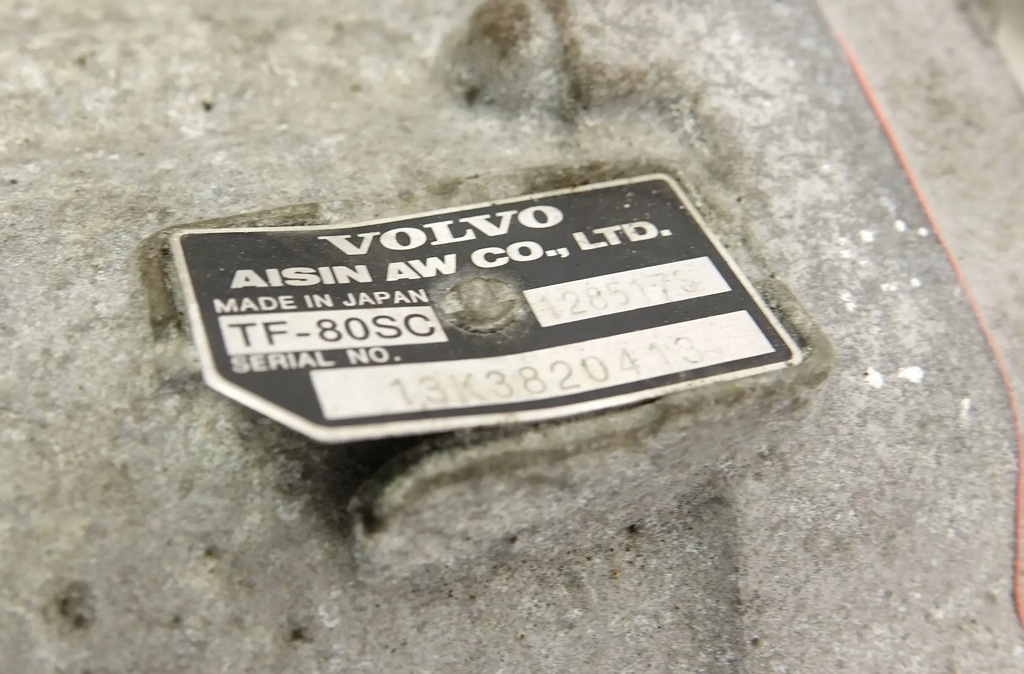 VOLVO
AISIN AW CO., LTD.
MADE IN JAPAN
TF-80SC
1285173
SERIAL NO.
13K3820413